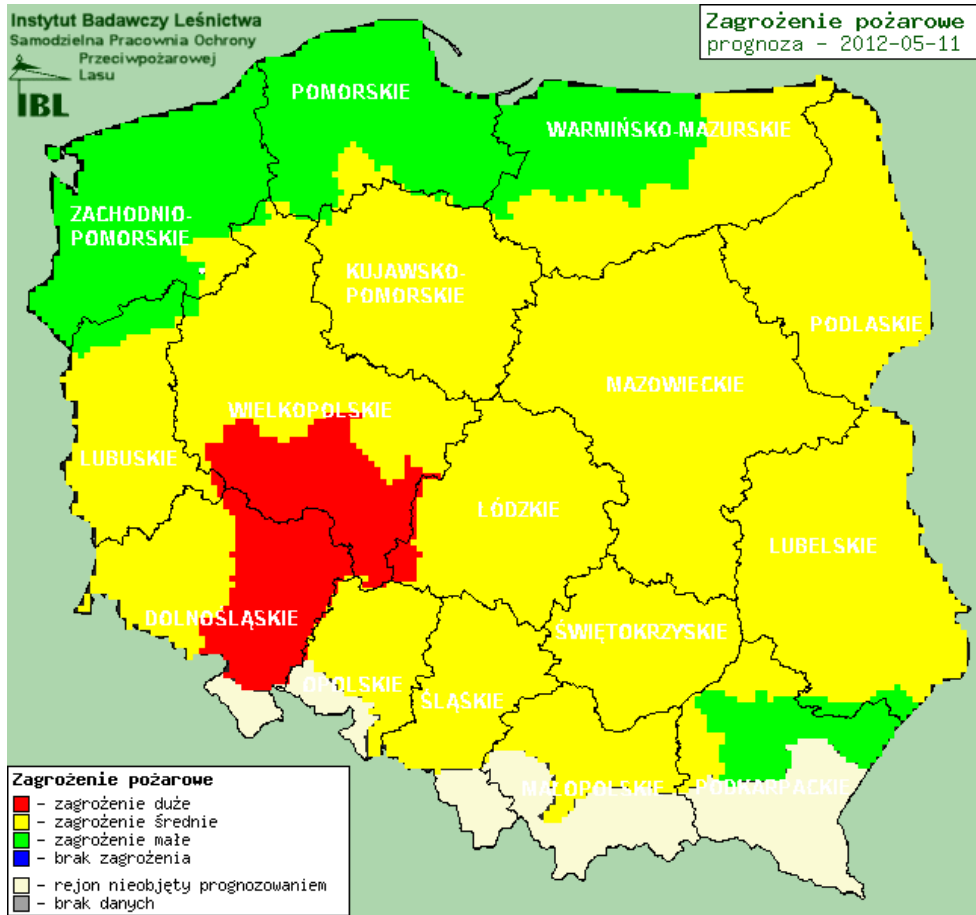 Instytut Badawczy Leśnictwa
Samodzielna Pracownia Ochrony
Przeciwpożarowej
Lasu
IBL
Zagrożenie pożarowe
prognoza - 2012-05-11
POMORSKIE
WARMIŃSKO-MAZURSKIE
ZACHODNIO-
POMORSKIE
KUJAWSKO-
POMORSKIE
PODLASKIE
MAZOWIECKIE
WIELKOPOLSKIE
LUBUSKIE
ŁÓDZKIE
LUBELSKIE
DOLNOŚLĄSKIE
ŚWIĘTOKRZYSKIE
OPOLSKIE
ŚLĄSKIE
MAŁOPOLSKIE
PODKARPACKIE
Zagrożenie pożarowe
- zagrożenie duże
- zagrożenie średnie
- zagrożenie małe
- brak zagrożenia
- rejon nieobjęty prognozowaniem
- brak danych